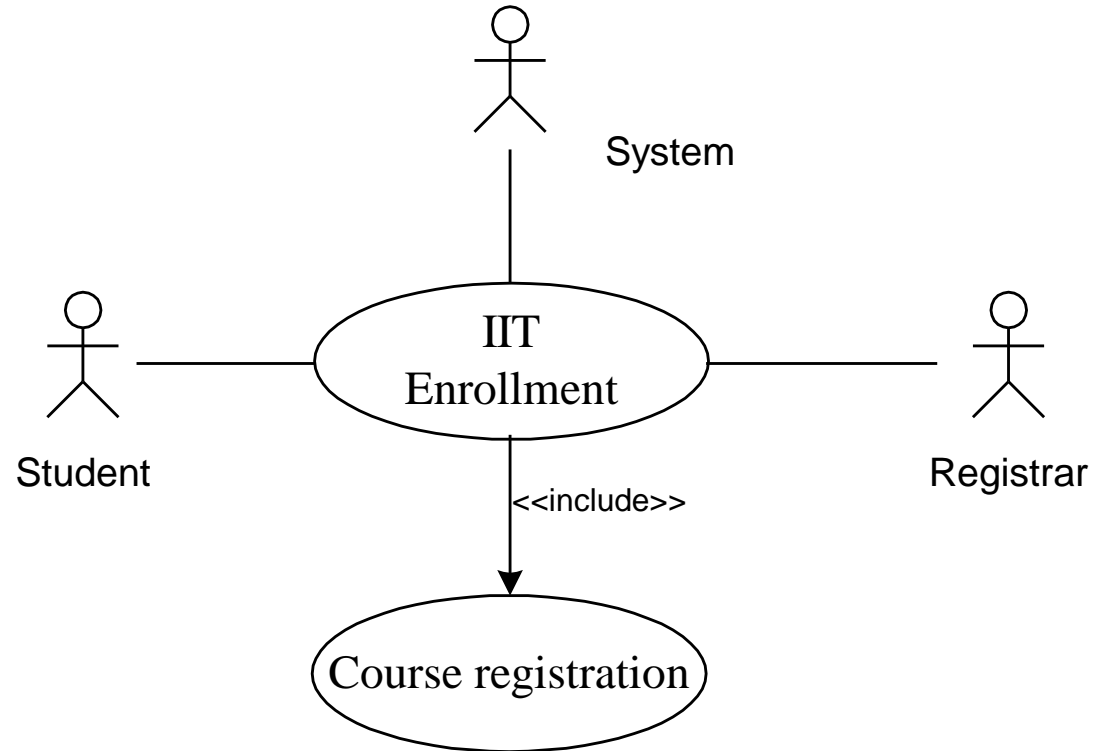 System
IIT
Enrollment
Student
Registrar
<<include>>
Course registration